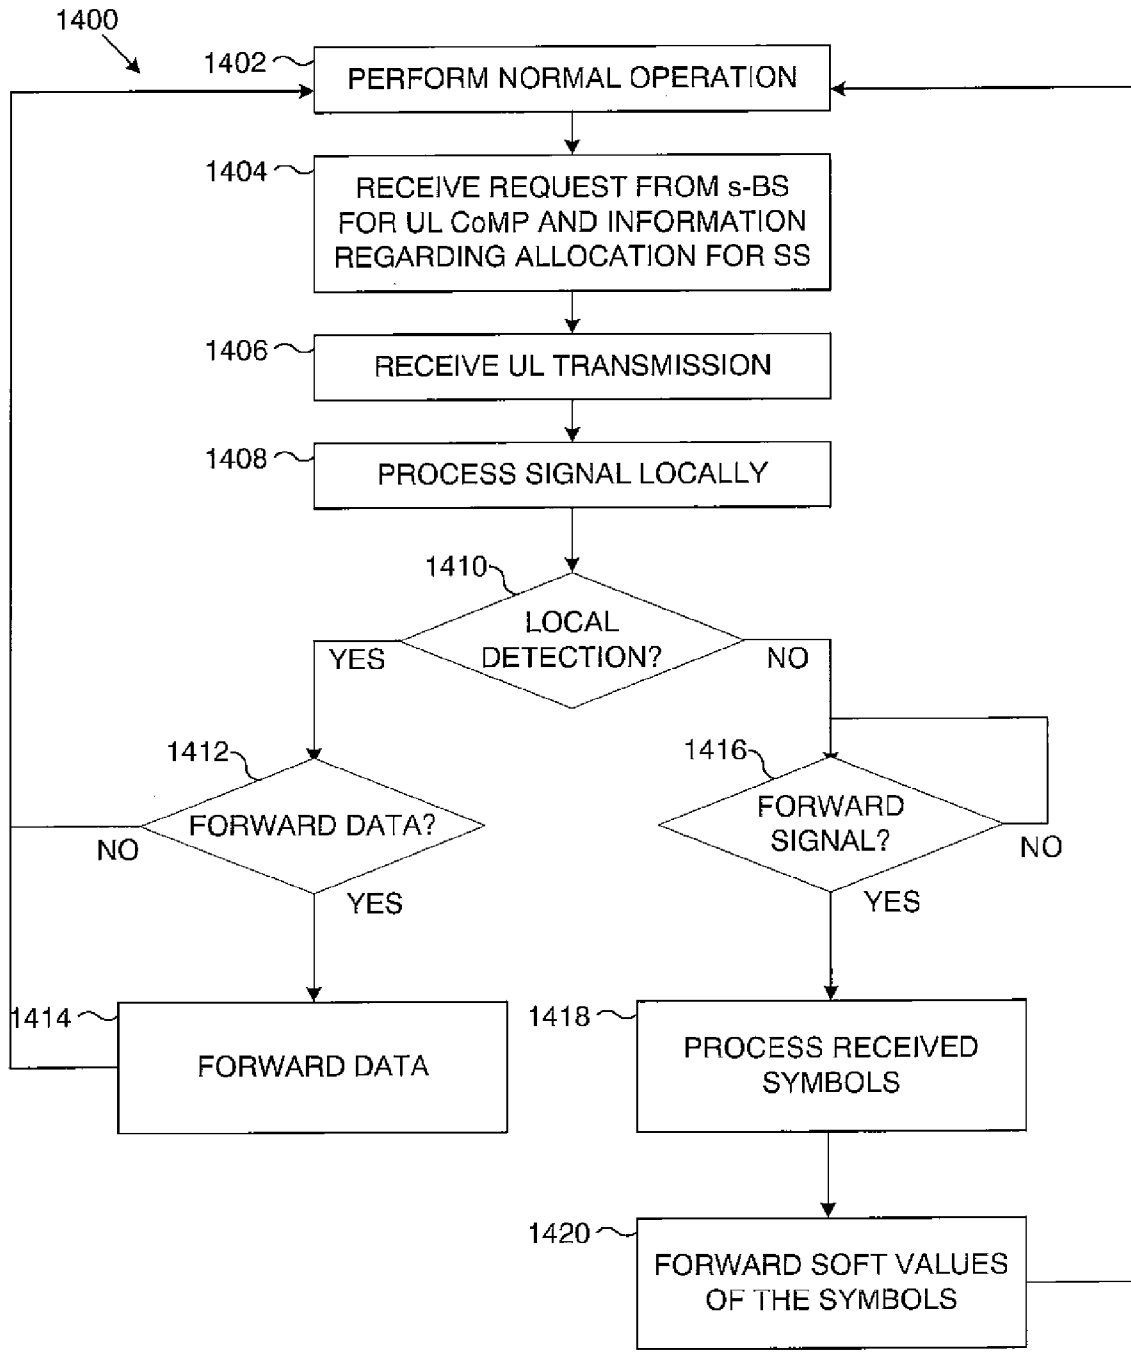 1400
1402
PERFORM NORMAL OPERATION
1404
RECEIVE REQUEST FROM s-BS
FOR UL CoMP AND INFORMATION
REGARDING ALLOCATION FOR SS
1406
RECEIVE UL TRANSMISSION
1408
PROCESS SIGNAL LOCALLY
1410
LOCAL
DETECTION?
YES
NO
1412
FORWARD DATA?
NO
YES
1416
FORWARD
SIGNAL?
NO
YES
1414
FORWARD DATA
1418
PROCESS RECEIVED
SYMBOLS
1420
FORWARD SOFT VALUES
OF THE SYMBOLS